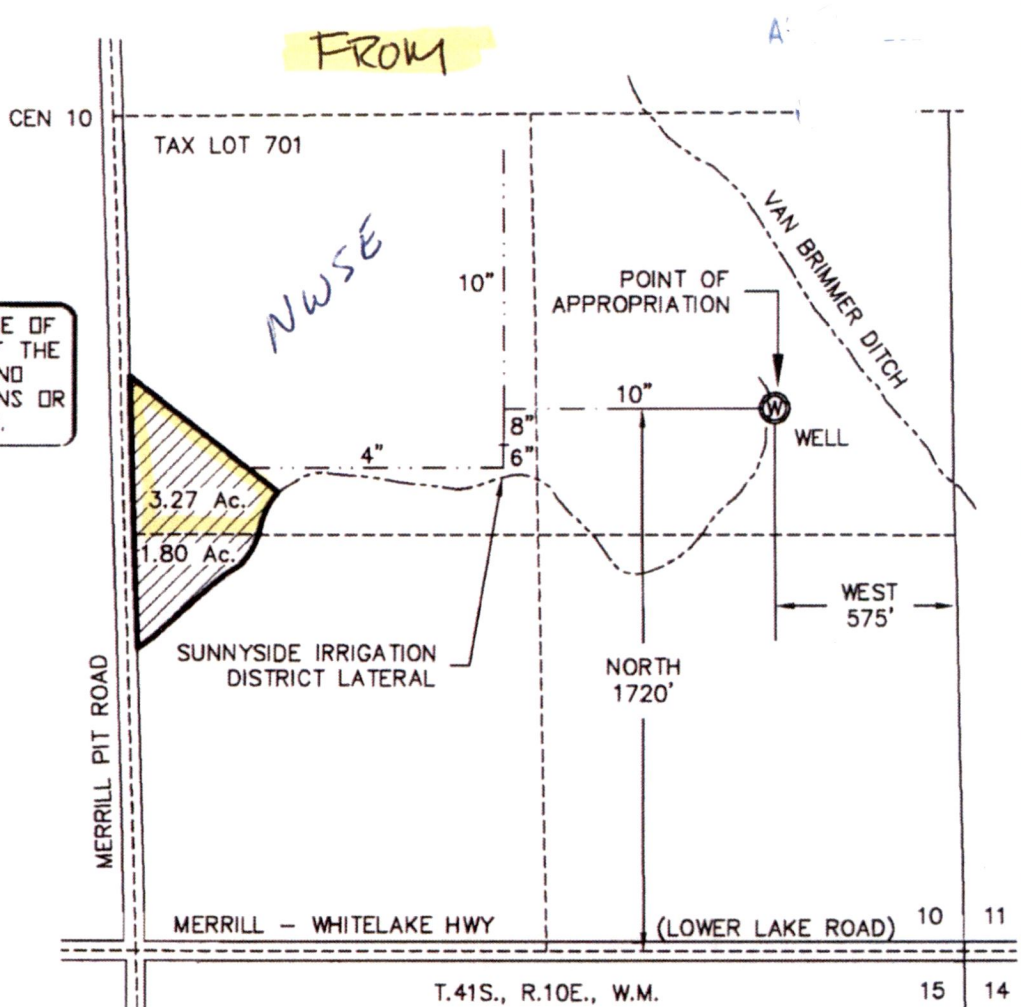 FROM
CEN 10
TAX LOT 701
NWSE
VAN BRIMMER DITCH
10"
POINT OF
APPROPRIATION
E OF
T THE
ND
NS OR
10"
8"
W
WELL
4"
6"
3.27 Ac.
1.80 Ac.
WEST
575'
SUNNYSIDE IRRIGATION
DISTRICT LATERAL
NORTH
1720'
MERRILL PIT ROAD
MERRILL - WHITELAKE HWY
(LOWER LAKE ROAD)
10
11
T.41S., R.10E., W.M.
15
14